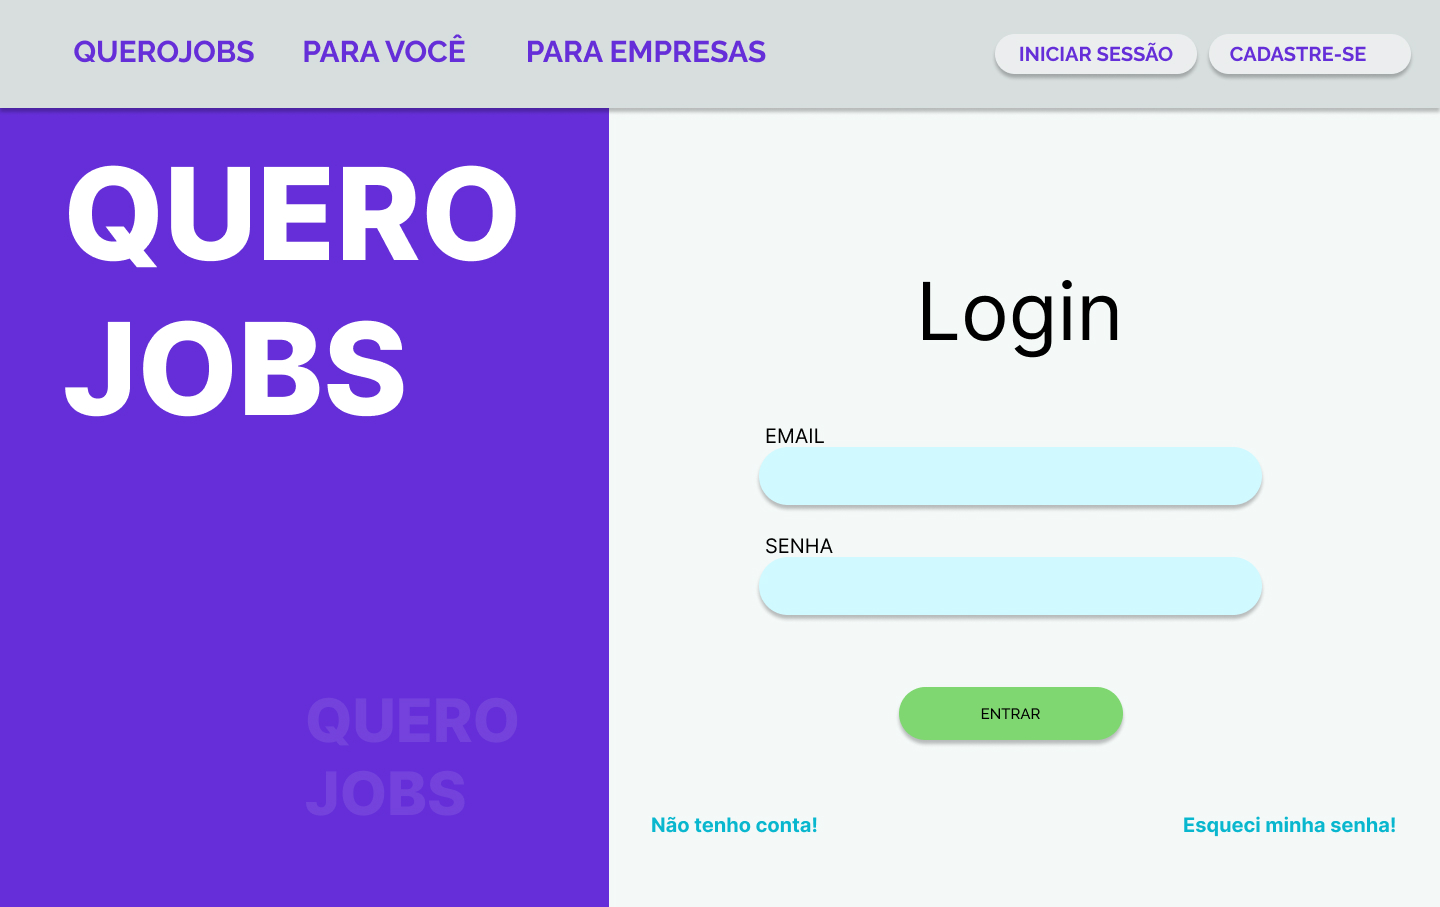 QUEROJOBS PARA VOCÊ PARA EMPRESAS INICIAR SESSÃO CADASTRE-SE
QUERO
JOBS
Login
EMAIL
SENHA
ENTRAR
QUERO
JOBS
Não tenho conta! Esqueci minha senha!